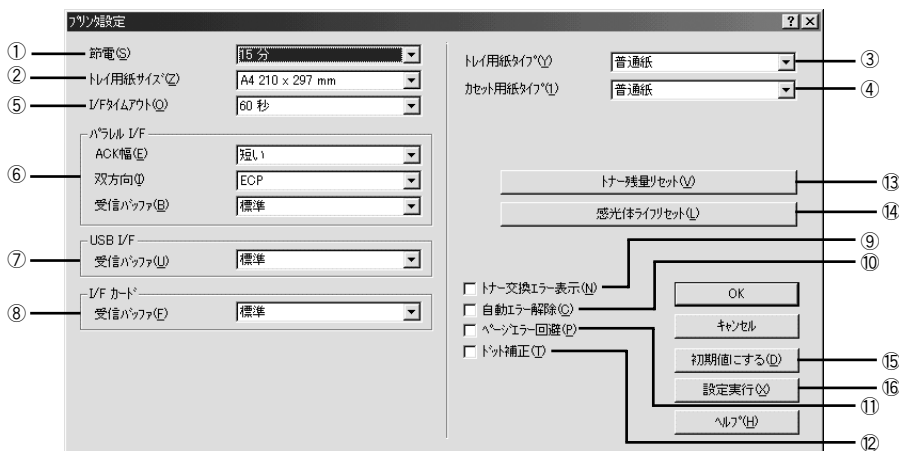 プリンタ設定
① 節電(S) 15 分
② トレイ用紙サイズ(Z) A4 210 x 297 mm
⑤ I/Fタイムアウト(O) 60 秒
⑥ パラレル I/F
ACK幅(E) 短い
双方向(I) ECP
受信バッファ(B) 標準
⑦ USB I/F
受信バッファ(U) 標準
⑧ I/F カード
受信バッファ(F) 標準
トレイ用紙タイプ(Y) 普通紙 ③
カセット用紙タイプ(1) 普通紙 ④
トナー残量リセット(V) ⑬
感光体ライフリセット(L) ⑭
トナー交換エラー表示(N) ⑨
自動エラー解除(C) ⑩
ページエラー回避(P) ⑪
ドット補正(T) ⑫
OK
キャンセル
初期値にする(D) ⑮
設定実行(X) ⑯
ヘルプ(H)